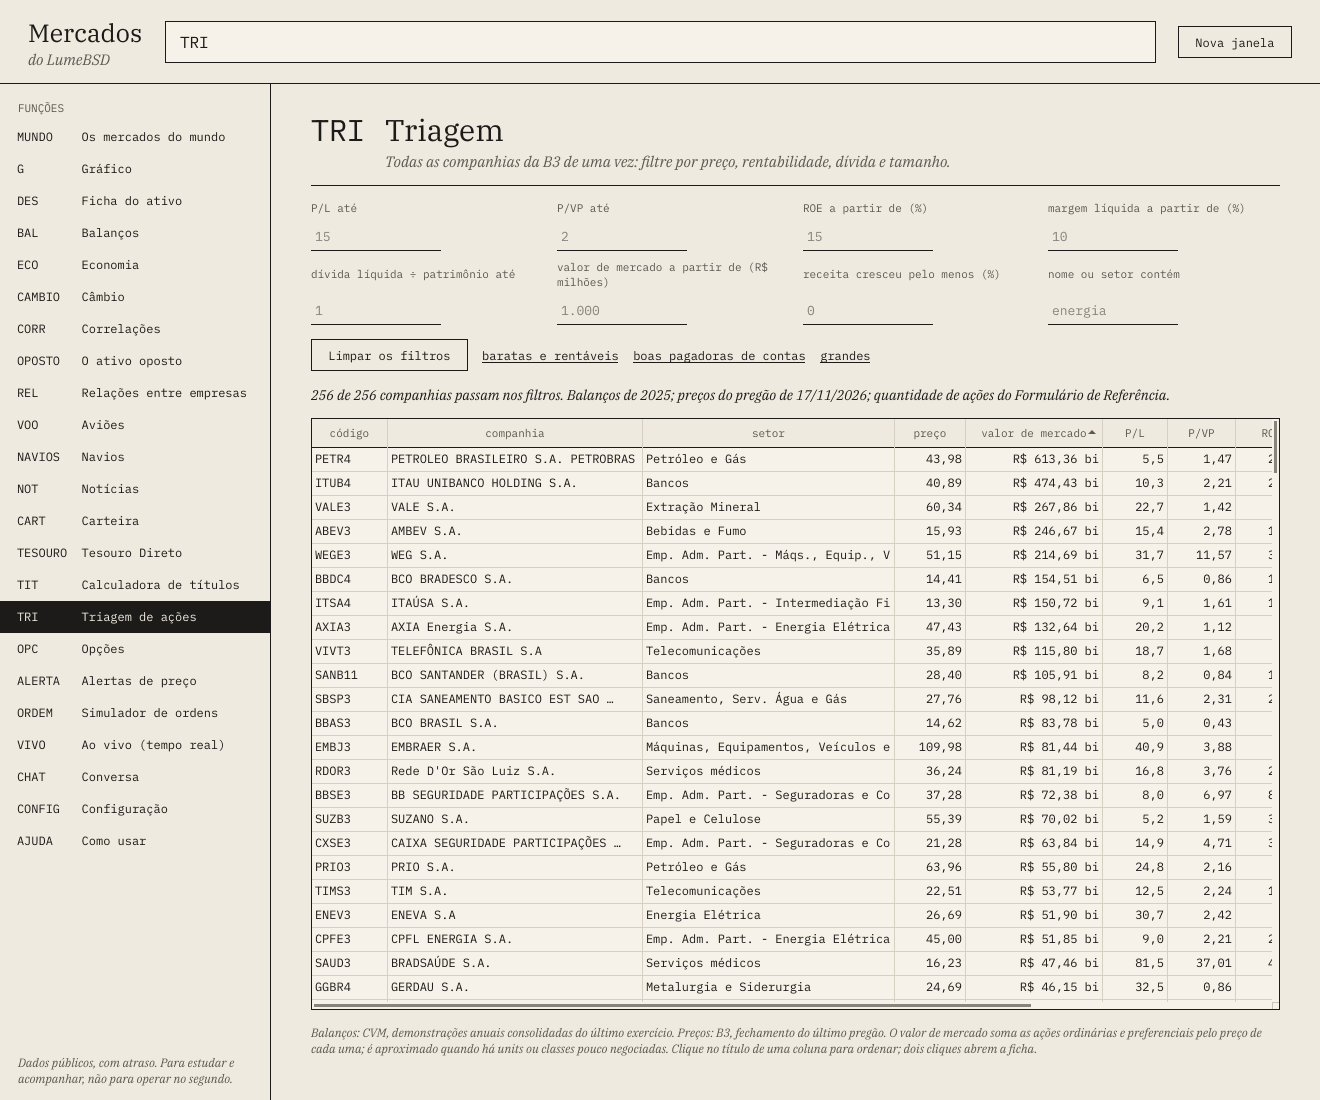 Mercados
do LumeBSD
TRI
Nova janela
FUNÇÕES
MUNDO Os mercados do mundo
G Gráfico
DES Ficha do ativo
BAL Balanços
ECO Economia
CAMBIO Câmbio
CORR Correlações
OPOSTO O ativo oposto
REL Relações entre empresas
VOO Aviões
NAVIOS Navios
NOT Notícias
CART Carteira
TESOURO Tesouro Direto
TIT Calculadora de títulos
TRI Triagem de ações
OPC Opções
ALERTA Alertas de preço
ORDEM Simulador de ordens
VIVO Ao vivo (tempo real)
CHAT Conversa
CONFIG Configuração
AJUDA Como usar
Dados públicos, com atraso. Para estudar e
acompanhar, não para operar no segundo.
TRI Triagem
Todas as companhias da B3 de uma vez: filtre por preço, rentabilidade, dívida e tamanho.
P/L até P/VP até ROE a partir de (%) margem líquida a partir de (%)
15 2 15 10
dívida líquida ÷ patrimônio até valor de mercado a partir de (R$ milhões) receita cresceu pelo menos (%) nome ou setor contém
1 1.000 0 energia
Limpar os filtros baratas e rentáveis boas pagadoras de contas grandes
256 de 256 companhias passam nos filtros. Balanços de 2025; preços do pregão de 17/11/2026; quantidade de ações do Formulário de Referência.
código companhia setor preço valor de mercado P/L P/VP
PETR4 PETROLEO BRASILEIRO S.A. PETROBRAS Petróleo e Gás 43,98 R$ 613,36 bi 5,5 1,47
ITUB4 ITAU UNIBANCO HOLDING S.A. Bancos 40,89 R$ 474,43 bi 10,3 2,21
VALE3 VALE S.A. Extração Mineral 60,34 R$ 267,86 bi 22,7 1,42
ABEV3 AMBEV S.A. Bebidas e Fumo 15,93 R$ 246,67 bi 15,4 2,78
WEGE3 WEG S.A. Emp. Adm. Part. - Máqs., Equip., V 51,15 R$ 214,69 bi 31,7 11,57
BBDC4 BCO BRADESCO S.A. Bancos 14,41 R$ 154,51 bi 6,5 0,86
ITSA4 ITAÚSA S.A. Emp. Adm. Part. - Intermediação Fi 13,30 R$ 150,72 bi 9,1 1,61
AXIA3 AXIA Energia S.A. Emp. Adm. Part. - Energia Elétrica 47,43 R$ 132,64 bi 20,2 1,12
VIVT3 TELEFÔNICA BRASIL S.A Telecomunicações 35,89 R$ 115,80 bi 18,7 1,68
SANB11 BCO SANTANDER (BRASIL) S.A. Bancos 28,40 R$ 105,91 bi 8,2 0,84
SBSP3 CIA SANEAMENTO BASICO EST SAO … Saneamento, Serv. Água e Gás 27,76 R$ 98,12 bi 11,6 2,31
BBAS3 BCO BRASIL S.A. Bancos 14,62 R$ 83,78 bi 5,0 0,43
EMBJ3 EMBRAER S.A. Máquinas, Equipamentos, Veículos e 109,98 R$ 81,44 bi 40,9 3,88
RDOR3 Rede D'Or São Luiz S.A. Serviços médicos 36,24 R$ 81,19 bi 16,8 3,76
BBSE3 BB SEGURIDADE PARTICIPAÇÕES S.A. Emp. Adm. Part. - Seguradoras e Co 37,28 R$ 72,38 bi 8,0 6,97
SUZB3 SUZANO S.A. Papel e Celulose 55,39 R$ 70,02 bi 5,2 1,59
CXSE3 CAIXA SEGURIDADE PARTICIPAÇÕES … Emp. Adm. Part. - Seguradoras e Co 21,28 R$ 63,84 bi 14,9 4,71
PRIO3 PRIO S.A. Petróleo e Gás 63,96 R$ 55,80 bi 24,8 2,16
TIMS3 TIM S.A. Telecomunicações 22,51 R$ 53,77 bi 12,5 2,24
ENEV3 ENEVA S.A Energia Elétrica 26,69 R$ 51,90 bi 30,7 2,42
CPFE3 CPFL ENERGIA S.A. Emp. Adm. Part. - Energia Elétrica 45,00 R$ 51,85 bi 9,0 2,21
SAUD3 BRADSAÚDE S.A. Serviços médicos 16,23 R$ 47,46 bi 81,5 37,01
GGBR4 GERDAU S.A. Metalurgia e Siderurgia 24,69 R$ 46,15 bi 32,5 0,86
Balanços: CVM, demonstrações anuais consolidadas do último exercício. Preços: B3, fechamento do último pregão. O valor de mercado soma as ações ordinárias e preferenciais pelo preço de
cada uma; é aproximado quando há units ou classes pouco negociadas. Clique no título de uma coluna para ordenar; dois cliques abrem a ficha.